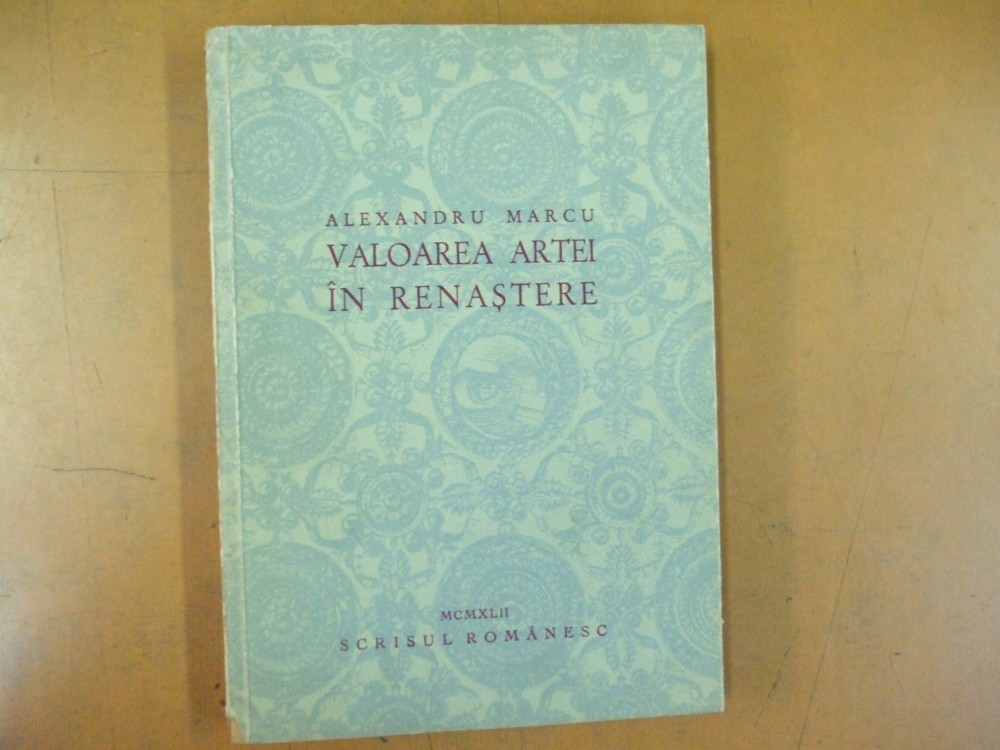 ALEXANDRU MARCU
VALOAREA ARTEI
ÎN RENAȘTERE
MCMXLII
SCRISUL ROMÂNESC